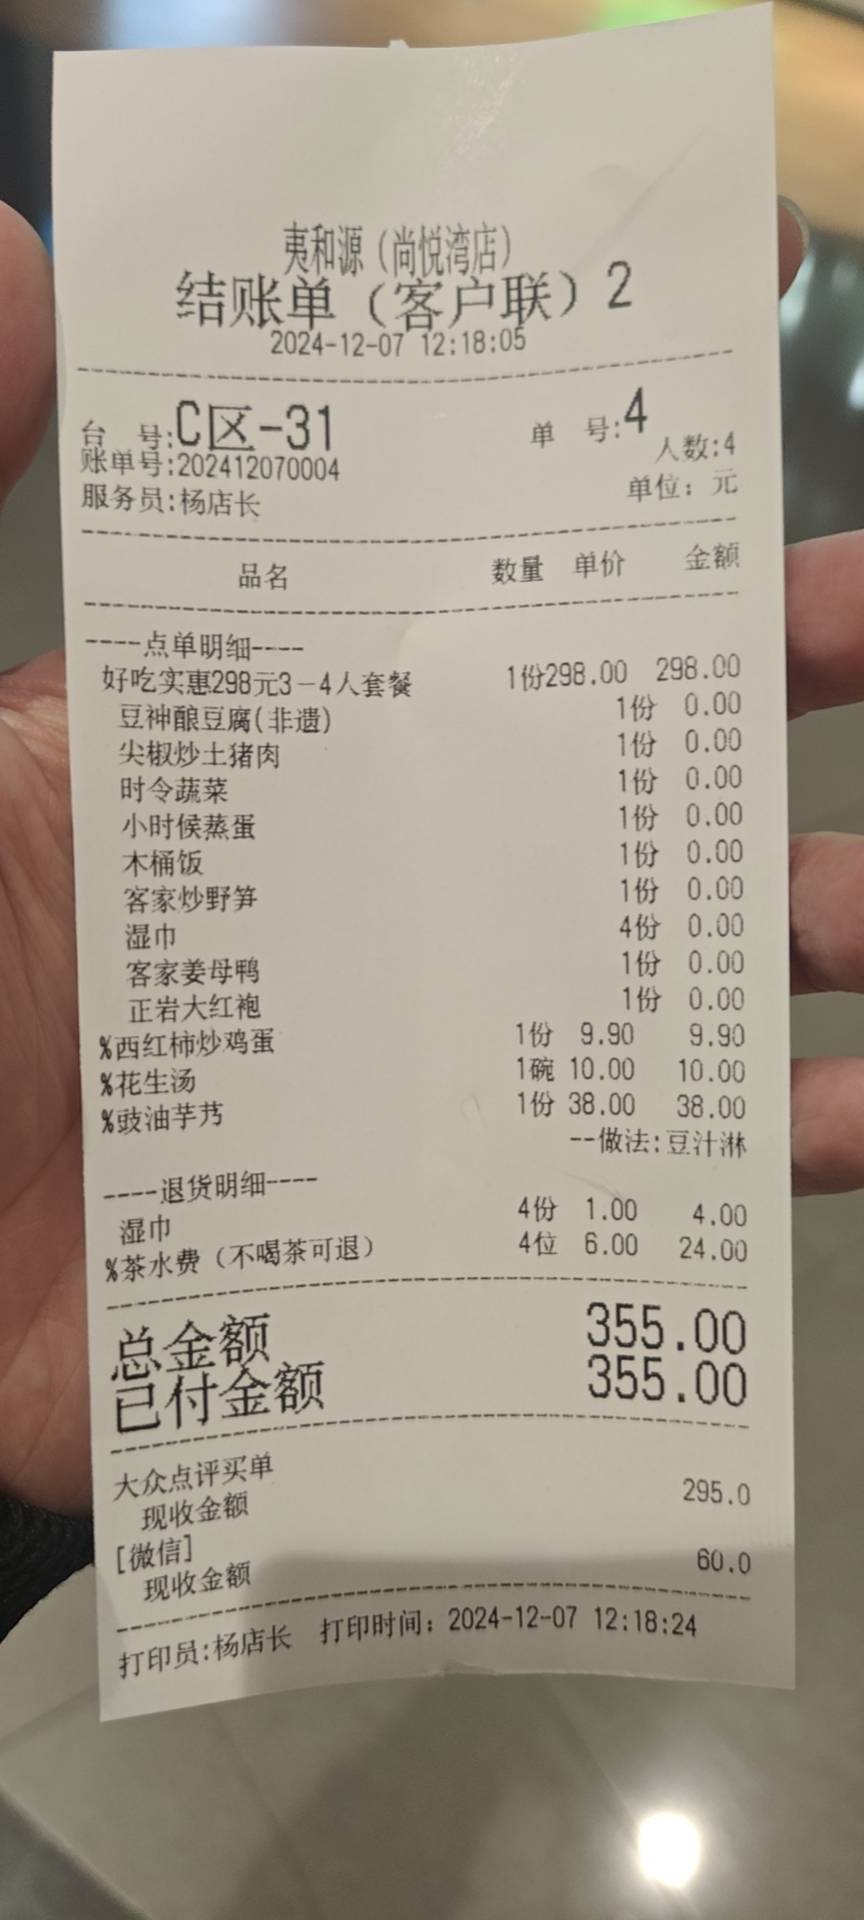 夷和源（尚悦湾店）
结账单（客户联）2
2024-12-07 12:18:05
台 号:C区-31 单 号:4
账单号:202412070004 人数:4
服务员:杨店长 单位：元
品名 数量 单价 金额
----点单明细----
好吃实惠298元3－4人套餐 1份298.00 298.00
豆神酿豆腐(非遗) 1份 0.00
尖椒炒土猪肉 1份 0.00
时令蔬菜 1份 0.00
小时候蒸蛋 1份 0.00
木桶饭 1份 0.00
客家炒野笋 1份 0.00
湿巾 4份 0.00
客家姜母鸭 1份 0.00
正岩大红袍 1份 0.00
%西红柿炒鸡蛋 1份 9.90 9.90
%花生汤 1碗 10.00 10.00
%豉油芋艿 1份 38.00 38.00
--做法:豆汁淋
----退货明细----
湿巾 4份 1.00 4.00
%茶水费（不喝茶可退） 4位 6.00 24.00
总金额 355.00
已付金额 355.00
大众点评买单
现收金额 295.0
[微信]
现收金额 60.0
打印员:杨店长 打印时间：2024-12-07 12:18:24